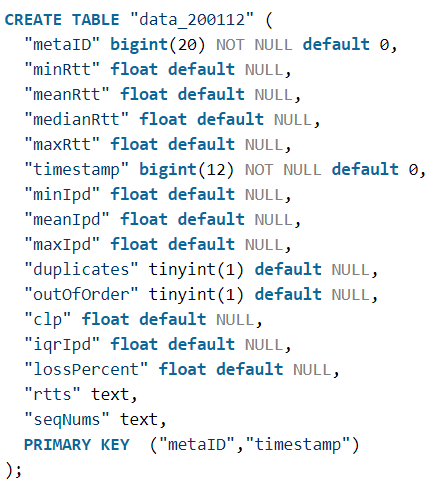 CREATE TABLE "data_200112" (
  "metaID" bigint(20) NOT NULL default 0,
  "minRtt" float default NULL,
  "meanRtt" float default NULL,
  "medianRtt" float default NULL,
  "maxRtt" float default NULL,
  "timestamp" bigint(12) NOT NULL default 0,
  "minIpd" float default NULL,
  "meanIpd" float default NULL,
  "maxIpd" float default NULL,
  "duplicates" tinyint(1) default NULL,
  "outOfOrder" tinyint(1) default NULL,
  "clp" float default NULL,
  "iqrIpd" float default NULL,
  "lossPercent" float default NULL,
  "rtts" text,
  "seqNums" text,
  PRIMARY KEY  ("metaID","timestamp")
);